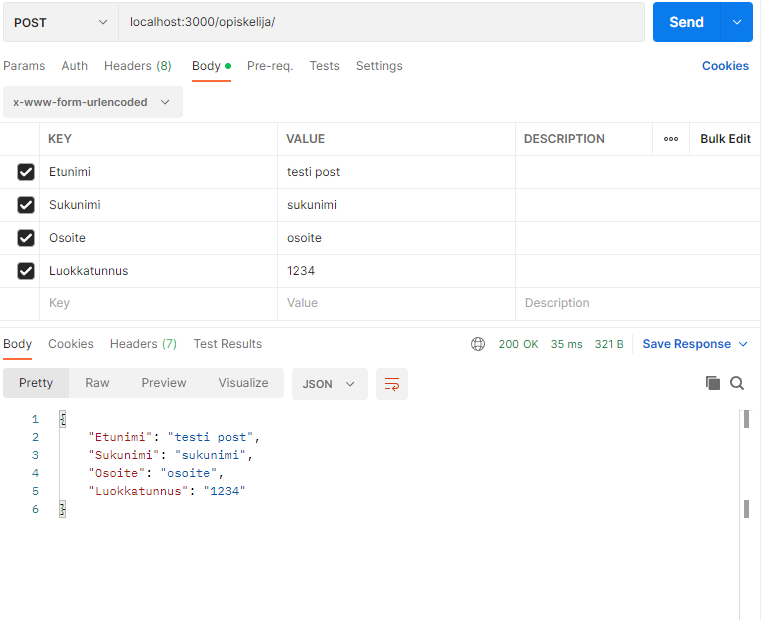 POST localhost:3000/opiskelija/ Send
Params Auth Headers (8) Body Pre-req. Tests Settings Cookies
x-www-form-urlencoded
KEY VALUE DESCRIPTION Bulk Edit
Etunimi testi post
Sukunimi sukunimi
Osoite osoite
Luokkatunnus 1234
Key Value Description
Body Cookies Headers (7) Test Results 200 OK 35 ms 321 B Save Response
Pretty Raw Preview Visualize JSON
1 {
2 "Etunimi": "testi post",
3 "Sukunimi": "sukunimi",
4 "Osoite": "osoite",
5 "Luokkatunnus": "1234"
6 }